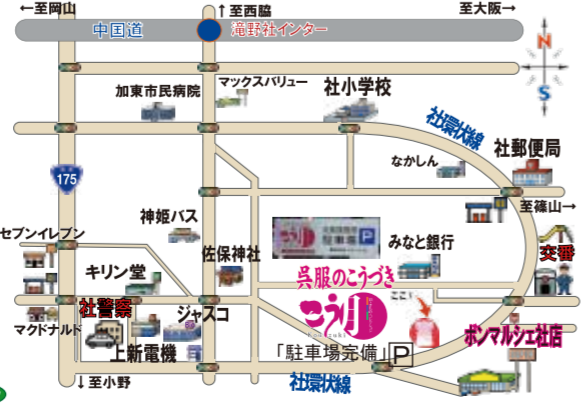 ←至岡山
↑至西脇
至大阪→
中国道
滝野社インター
N
S
加東市民病院
マックスバリュー
社小学校
社環状線
社郵便局
なかしん
175
至篠山→
神姫バス
セブンイレブン
佐保神社
駐車場 P
みなと銀行
交番
キリン堂
呉服のこうづき
ここ!
社警察
ジャスコ
こう月
マクドナルド
上新電機
「駐車場完備」P
ボンマルシェ社店
↓至小野
社環状線